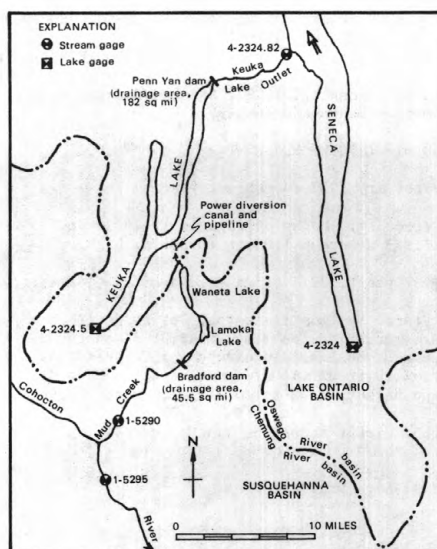 EXPLANATION
Stream gage
Lake gage
4-2324.82
Keuka
Lake Outlet
Penn Yan dam
(drainage area,
182 sq mi)
SENECA
LAKE
LAKE
KEUKA
Power diversion
canal and
pipeline
Waneta Lake
4-2324.5
Lamoka
Lake
4-2324
Bradford dam
(drainage area,
45.5 sq mi)
LAKE ONTARIO
BASIN
Cohocton
River
Mud Creek
1-5290
Oswego River basin
Chemung River basin
1-5295
N
SUSQUEHANNA
BASIN
0 10 MILES